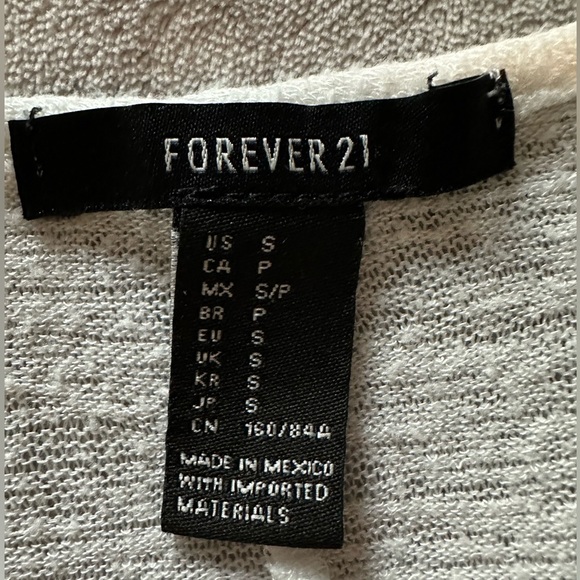 FOREVER 21
US S
CA P
MX S/P
BR P
EU S
UK S
KR S
JP S
CN 160/84A
MADE IN MEXICO
WITH IMPORTED
MATERIALS